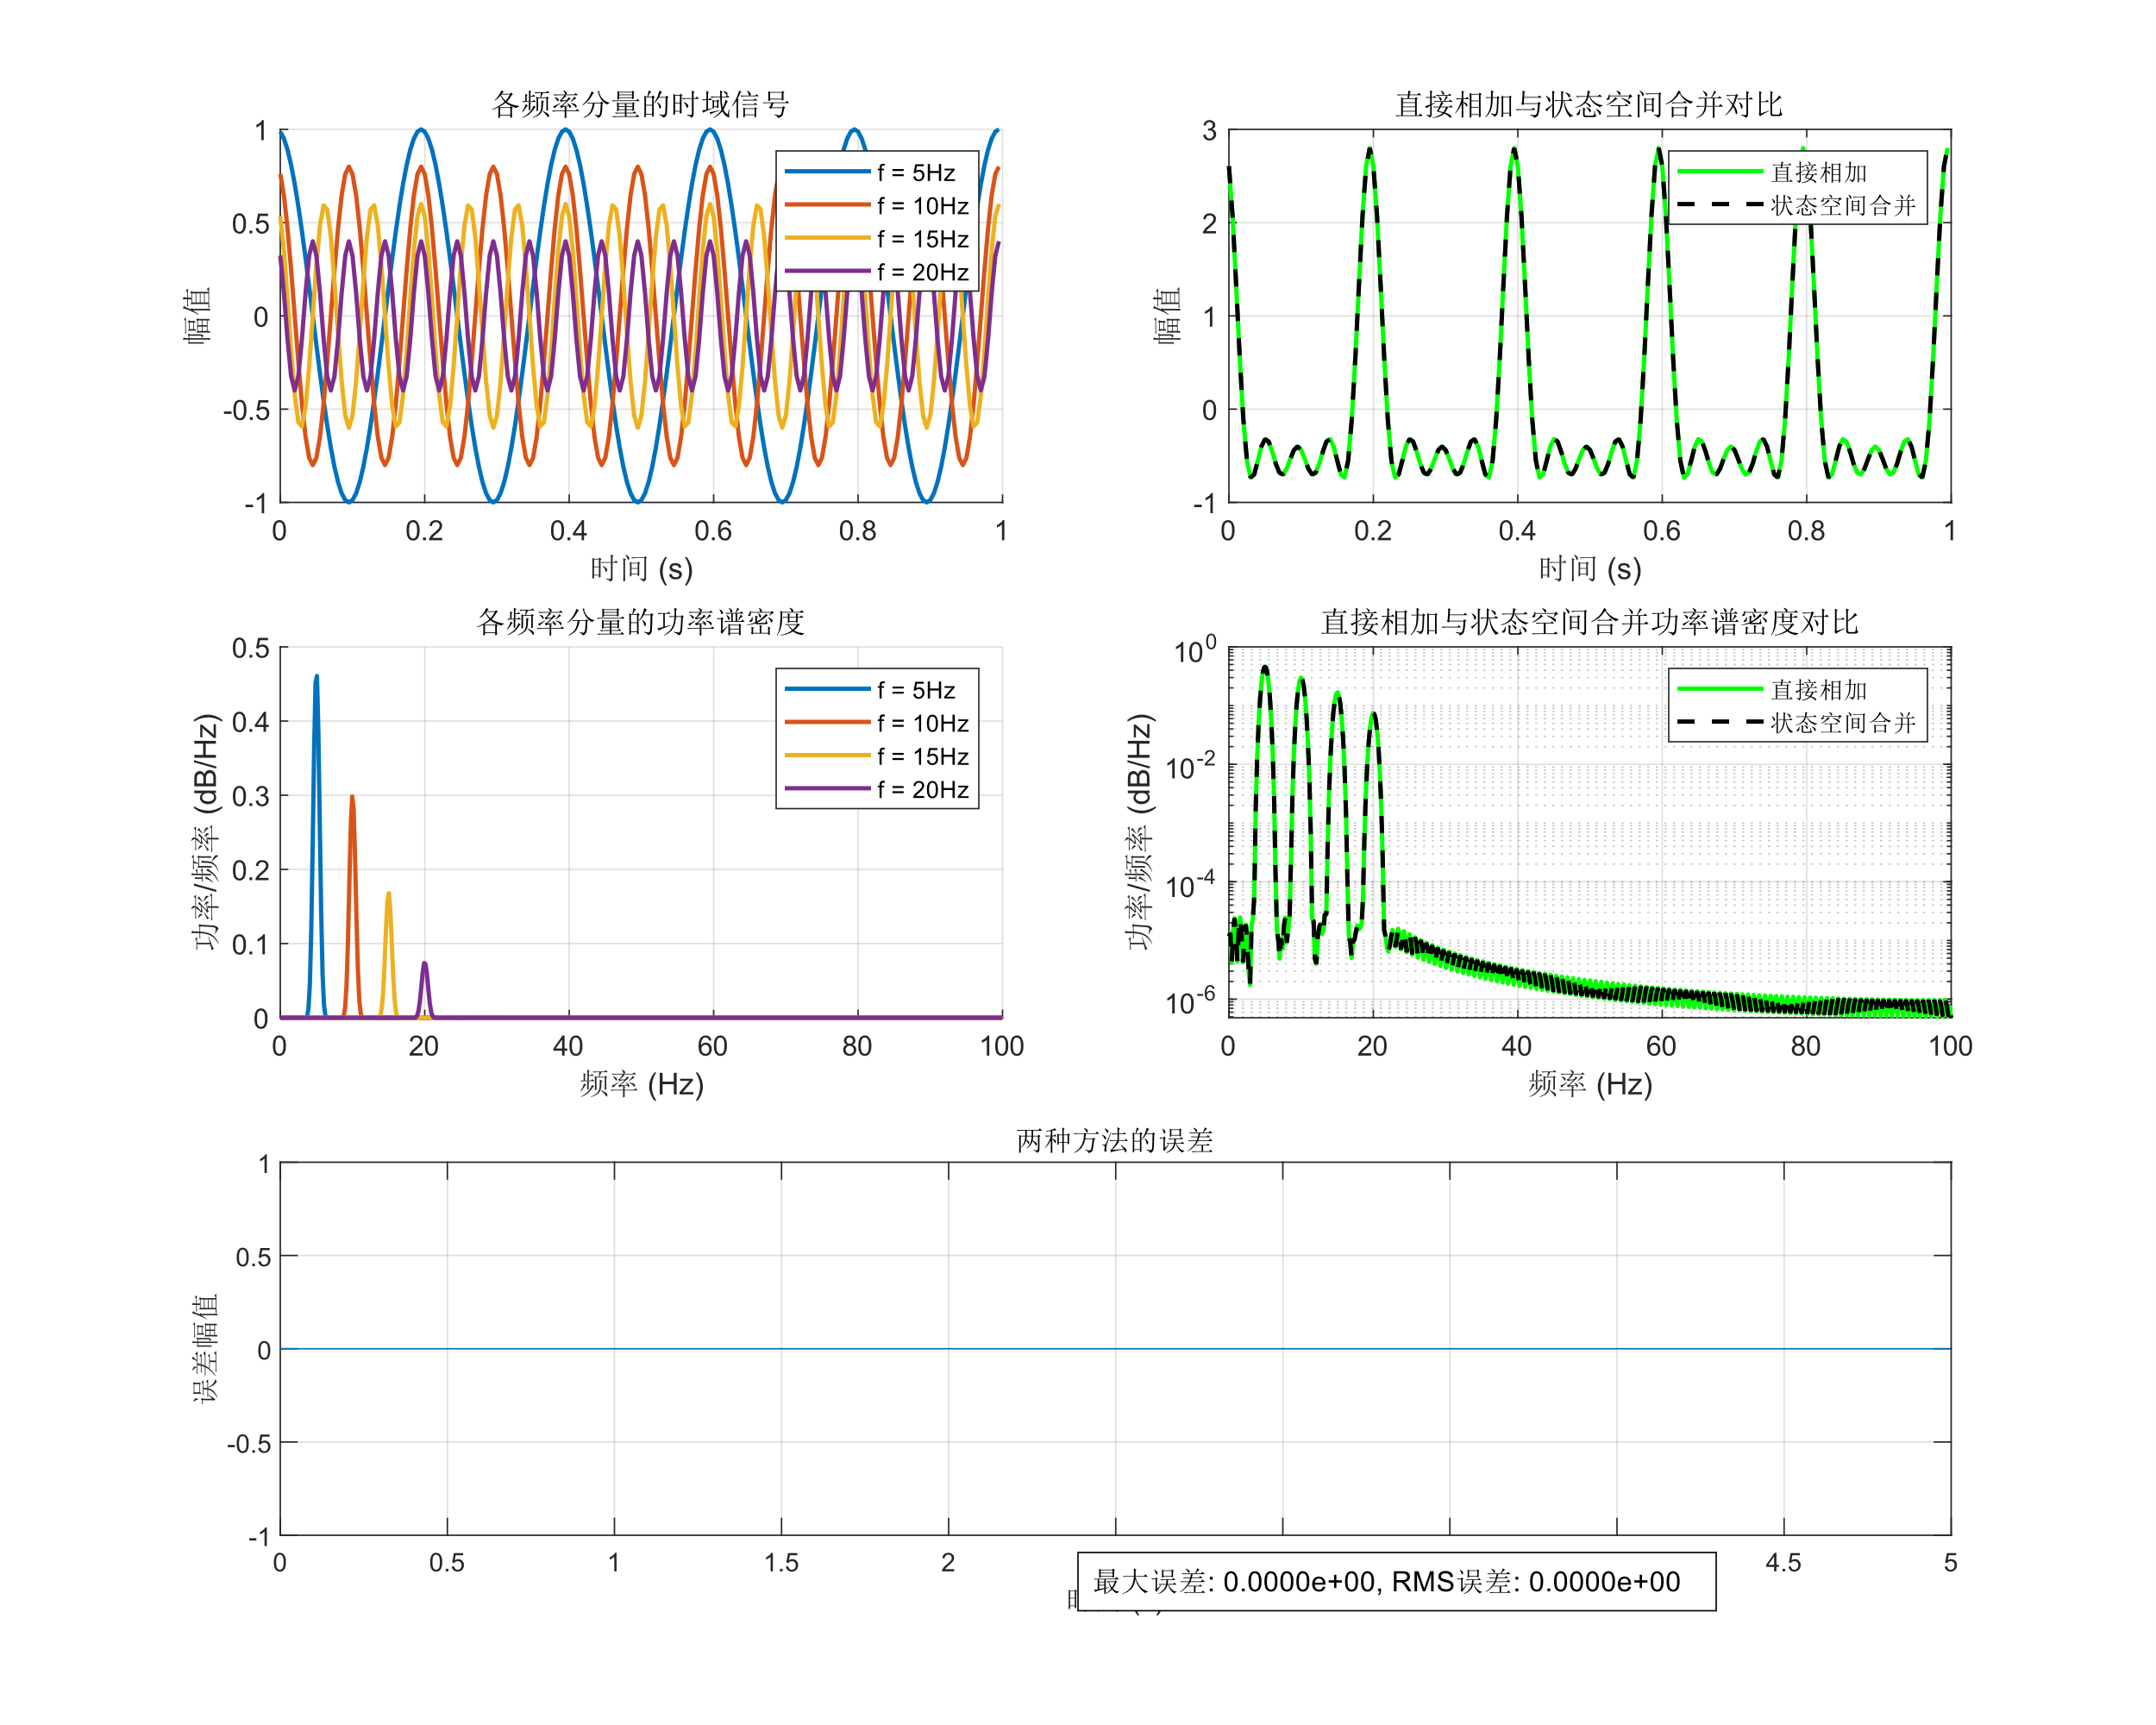 各频率分量的时域信号
1
0.5
0
-0.5
-1
幅值
0 0.2 0.4 0.6 0.8 1
时间 (s)
f = 5Hz
f = 10Hz
f = 15Hz
f = 20Hz
直接相加与状态空间合并对比
3
2
1
0
-1
幅值
0 0.2 0.4 0.6 0.8 1
时间 (s)
直接相加
状态空间合并
各频率分量的功率谱密度
0.5
0.4
0.3
0.2
0.1
0
功率/频率 (dB/Hz)
0 20 40 60 80 100
频率 (Hz)
f = 5Hz
f = 10Hz
f = 15Hz
f = 20Hz
直接相加与状态空间合并功率谱密度对比
10^0
10^-2
10^-4
10^-6
功率/频率 (dB/Hz)
0 20 40 60 80 100
频率 (Hz)
直接相加
状态空间合并
两种方法的误差
1
0.5
0
-0.5
-1
误差幅值
0 0.5 1 1.5 2 4.5 5
最大误差: 0.0000e+00, RMS误差: 0.0000e+00